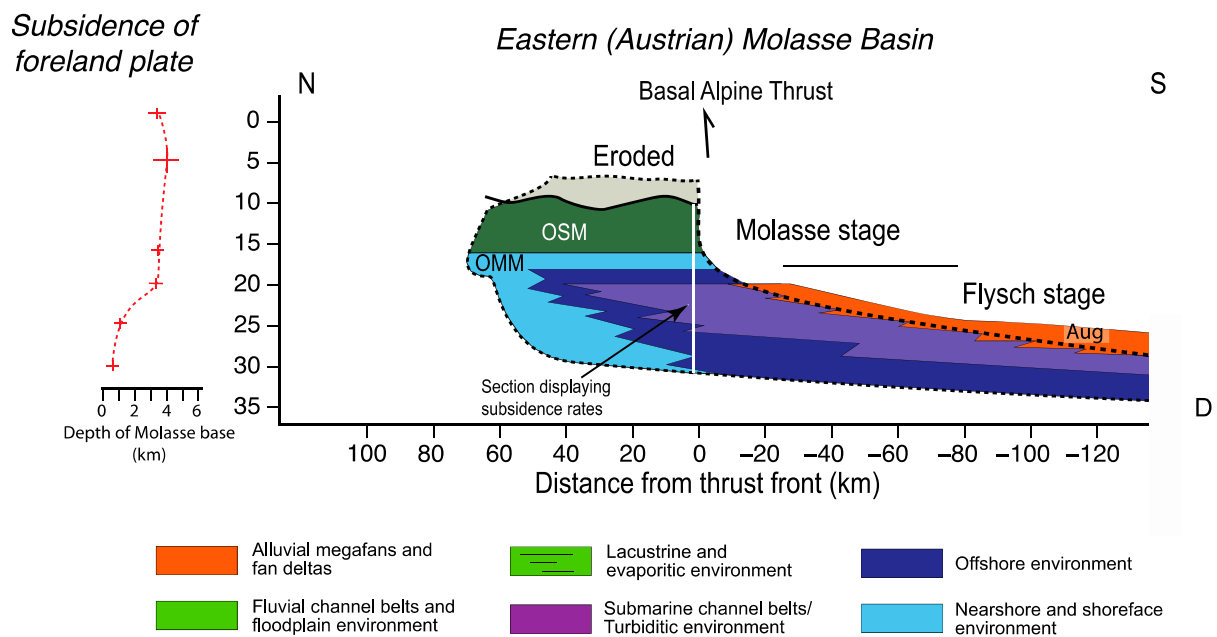 Subsidence of
foreland plate
Eastern (Austrian) Molasse Basin
N
S
Basal Alpine Thrust
Eroded
OSM
OMM
Molasse stage
Flysch stage
Aug
Section displaying
subsidence rates
0
5
10
15
20
25
30
35
0 2 4 6
Depth of Molasse base
(km)
D
100 80 60 40 20 0 −20 −40 −60 −80 −100 −120
Distance from thrust front (km)
Alluvial megafans and
fan deltas
Lacustrine and
evaporitic environment
Offshore environment
Fluvial channel belts and
floodplain environment
Submarine channel belts/
Turbiditic environment
Nearshore and shoreface
environment